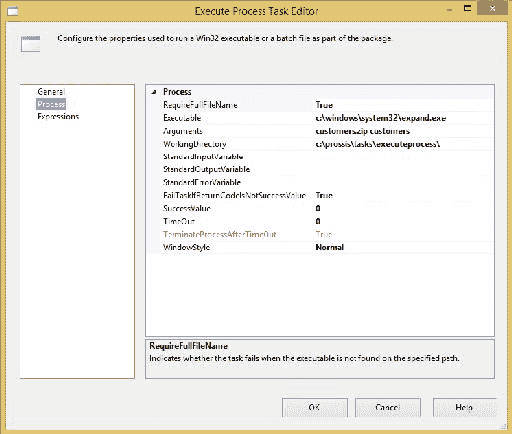 Execute Process Task Editor
Configure the properties used to run a Win32 executable or a batch file as part of the package.
General
Process
Expressions
Process
RequireFullFileName True
Executable c:\windows\system32\expand.exe
Arguments customers.zip customers
WorkingDirectory c:\prossis\tasks\executeprocess\
StandardInputVariable
StandardOutputVariable
StandardErrorVariable
FailTaskIfReturnCodeIsNotSuccessValue True
SuccessValue 0
TimeOut 0
TerminateProcessAfterTimeOut True
WindowStyle Normal
RequireFullFileName
Indicates whether the task fails when the executable is not found on the specified path.
OK Cancel Help